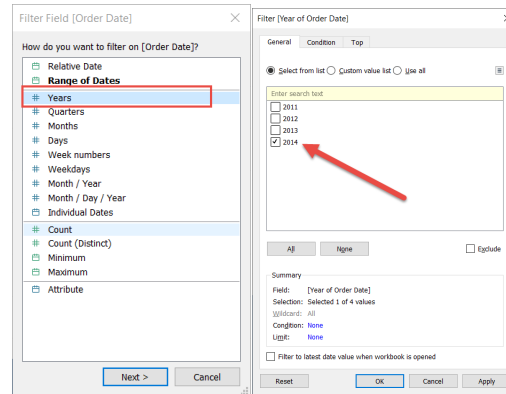 Filter Field [Order Date]
How do you want to filter on [Order Date]?
Relative Date
Range of Dates
Years
Quarters
Months
Days
Week numbers
Weekdays
Month / Year
Month / Day / Year
Individual Dates
Count
Count (Distinct)
Minimum
Maximum
Attribute
Next >
Cancel
Filter [Year of Order Date]
General Condition Top
Select from list Custom value list Use all
Enter search text
2011
2012
2013
2014
All None Exclude
Summary
Field: [Year of Order Date]
Selection: Selected 1 of 4 values
Wildcard: All
Condition: None
Limit: None
Filter to latest date value when workbook is opened
Reset OK Cancel Apply